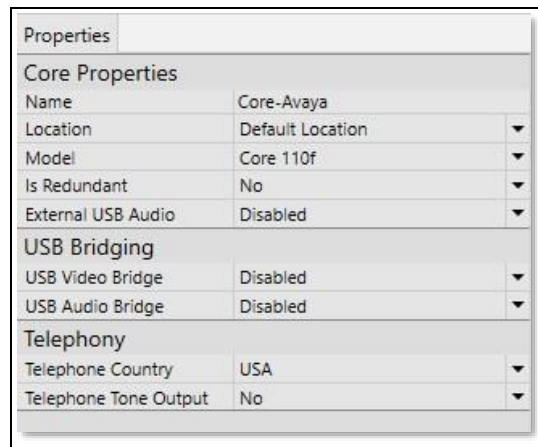 Properties
Core Properties
Name Core-Avaya
Location Default Location
Model Core 110f
Is Redundant No
External USB Audio Disabled
USB Bridging
USB Video Bridge Disabled
USB Audio Bridge Disabled
Telephony
Telephone Country USA
Telephone Tone Output No